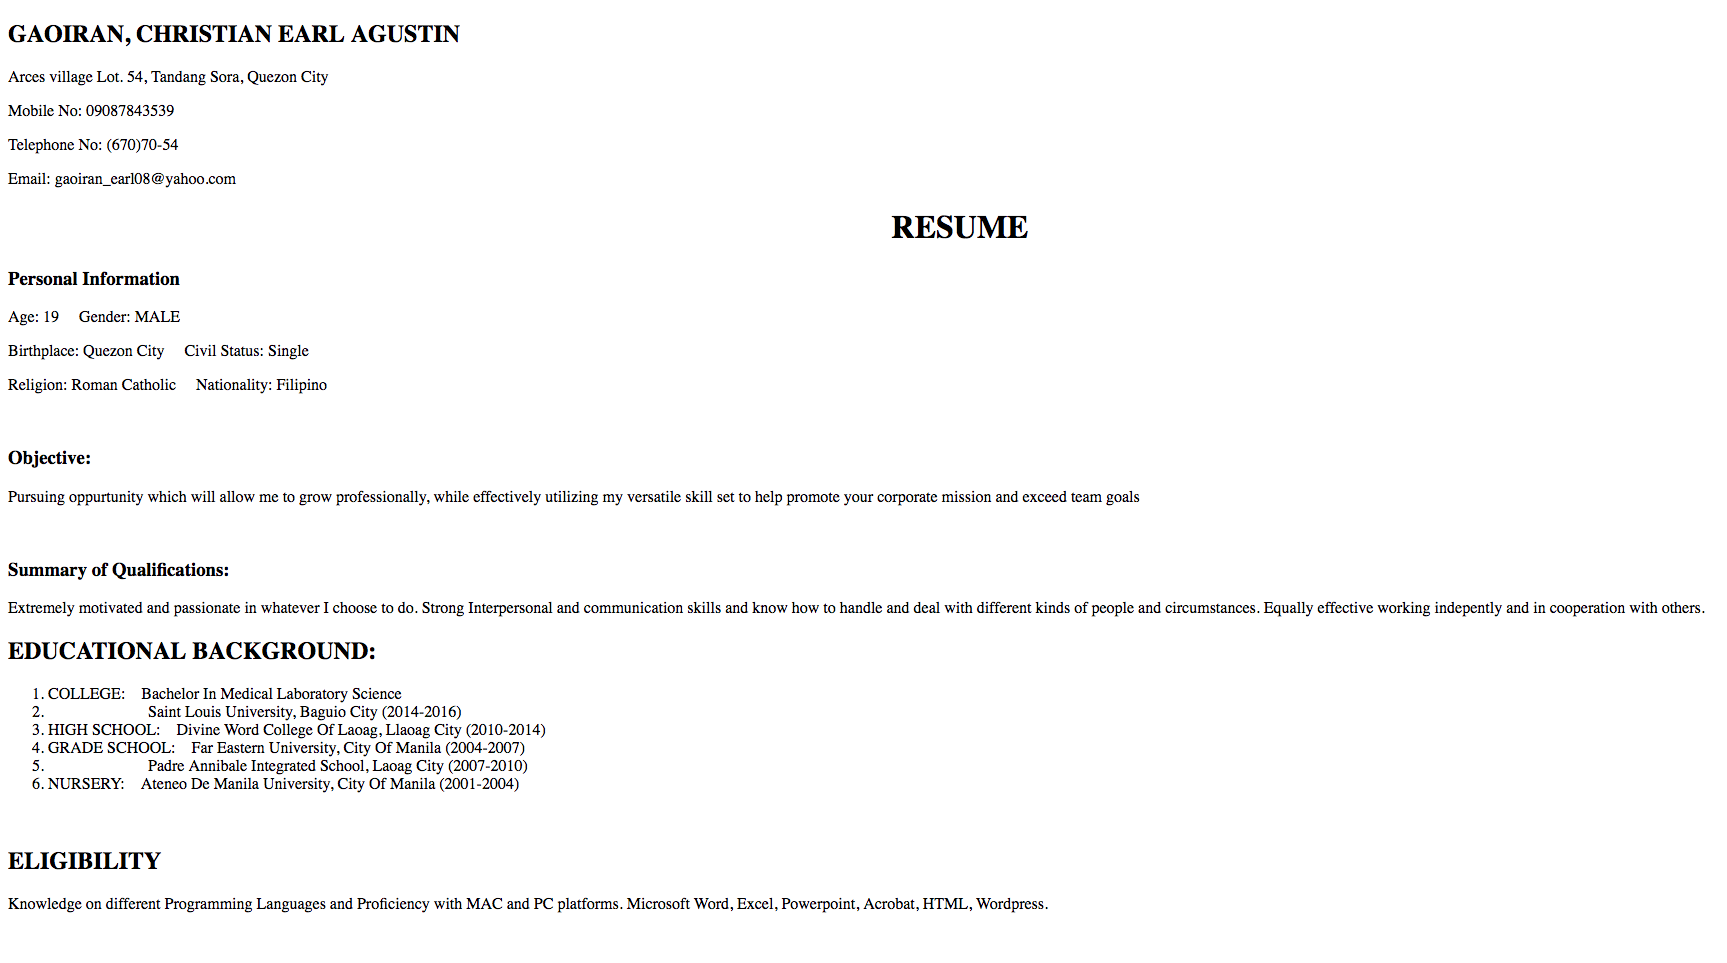 GAOIRAN, CHRISTIAN EARL AGUSTIN
Arces village Lot. 54, Tandang Sora, Quezon City
Mobile No: 09087843539
Telephone No: (670)70-54
Email: gaoiran_earl08@yahoo.com
RESUME
Personal Information
Age: 19 Gender: MALE
Birthplace: Quezon City Civil Status: Single
Religion: Roman Catholic Nationality: Filipino
Objective:
Pursuing oppurtunity which will allow me to grow professionally, while effectively utilizing my versatile skill set to help promote your corporate mission and exceed team goals
Summary of Qualifications:
Extremely motivated and passionate in whatever I choose to do. Strong Interpersonal and communication skills and know how to handle and deal with different kinds of people and circumstances. Equally effective working indepently and in cooperation with others.
EDUCATIONAL BACKGROUND:
1. COLLEGE: Bachelor In Medical Laboratory Science
2. Saint Louis University, Baguio City (2014-2016)
3. HIGH SCHOOL: Divine Word College Of Laoag, Llaoag City (2010-2014)
4. GRADE SCHOOL: Far Eastern University, City Of Manila (2004-2007)
5. Padre Annibale Integrated School, Laoag City (2007-2010)
6. NURSERY: Ateneo De Manila University, City Of Manila (2001-2004)
ELIGIBILITY
Knowledge on different Programming Languages and Proficiency with MAC and PC platforms. Microsoft Word, Excel, Powerpoint, Acrobat, HTML, Wordpress.